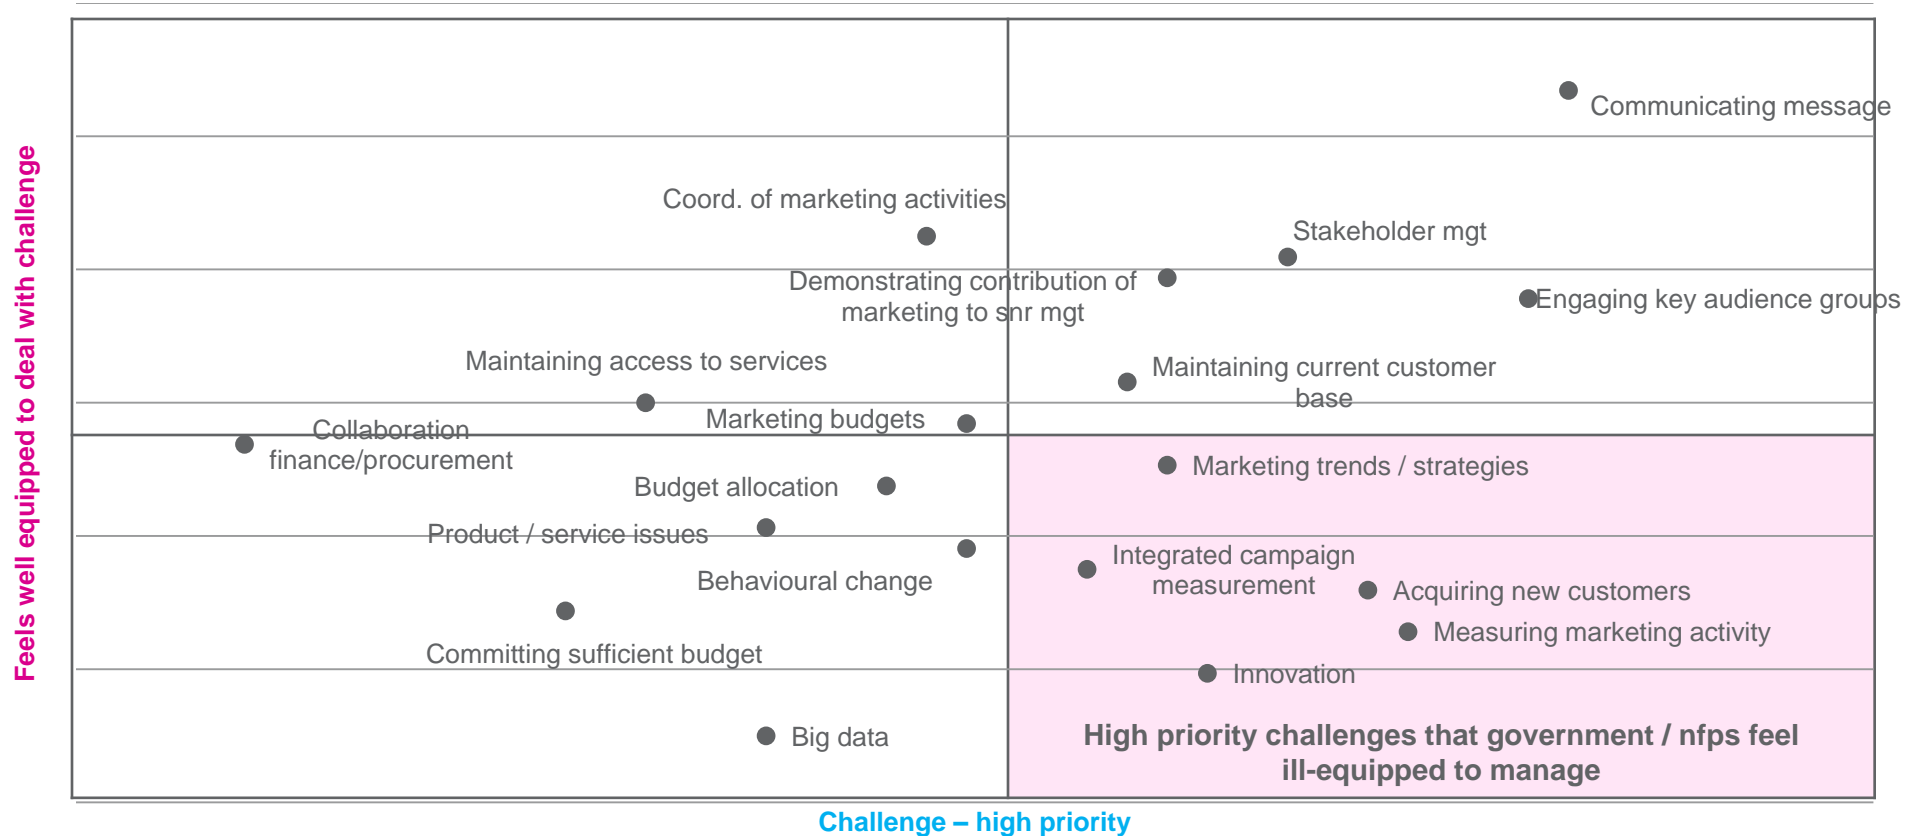 Feels well equipped to deal with challenge
Communicating message
Coord. of marketing activities
Stakeholder mgt
Demonstrating contribution of
marketing to snr mgt
Engaging key audience groups
Maintaining access to services
Maintaining current customer
base
Marketing budgets
Collaboration
finance/procurement
Marketing trends / strategies
Budget allocation
Product / service issues
Integrated campaign
measurement
Behavioural change
Acquiring new customers
Measuring marketing activity
Committing sufficient budget
Innovation
Big data
High priority challenges that government / nfps feel
ill-equipped to manage
Challenge – high priority